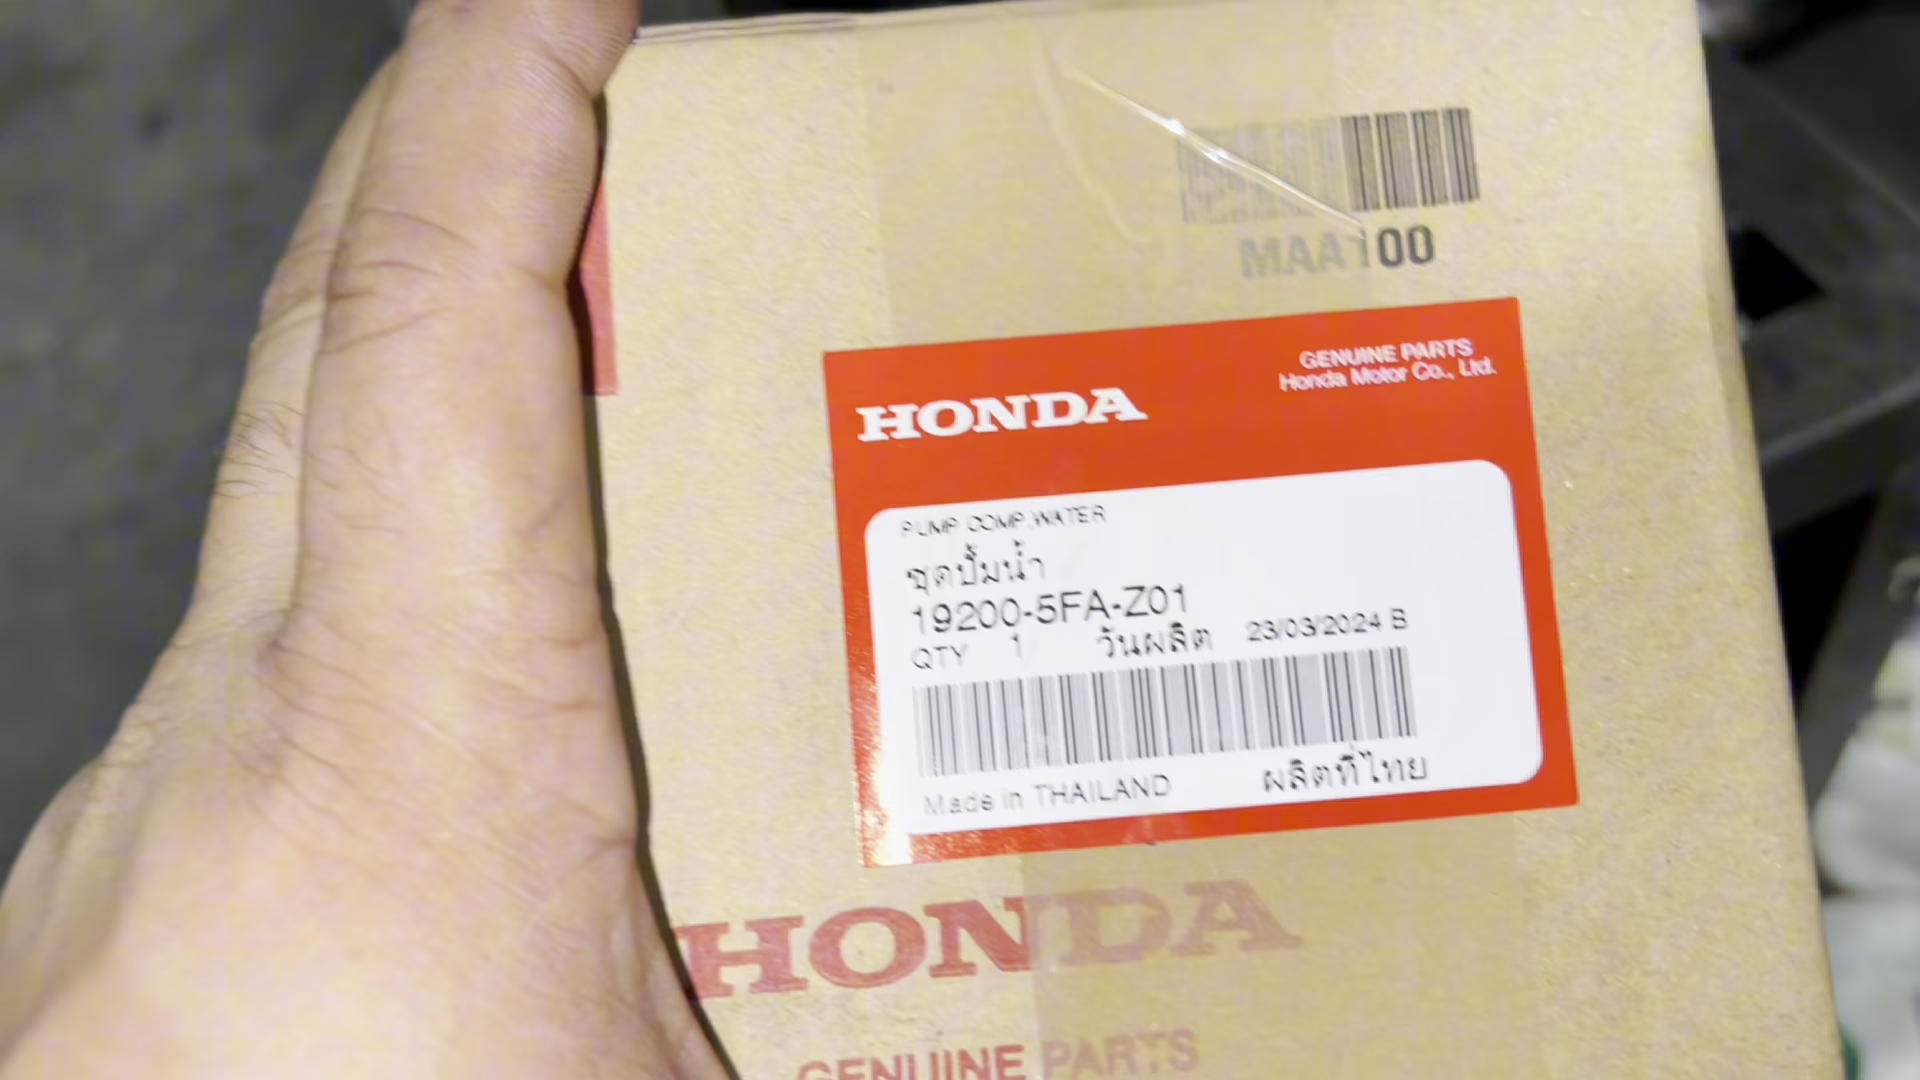 MAA100
HONDA
GENUINE PARTS
Honda Motor Co., Ltd.
PUMP COMP,WATER
ชุดปั้มน้ำ
19200-5FA-Z01
QTY 1 วันผลิต 23/03/2024 B
Made in THAILAND ผลิตที่ไทย
HONDA
GENUINE PARTS